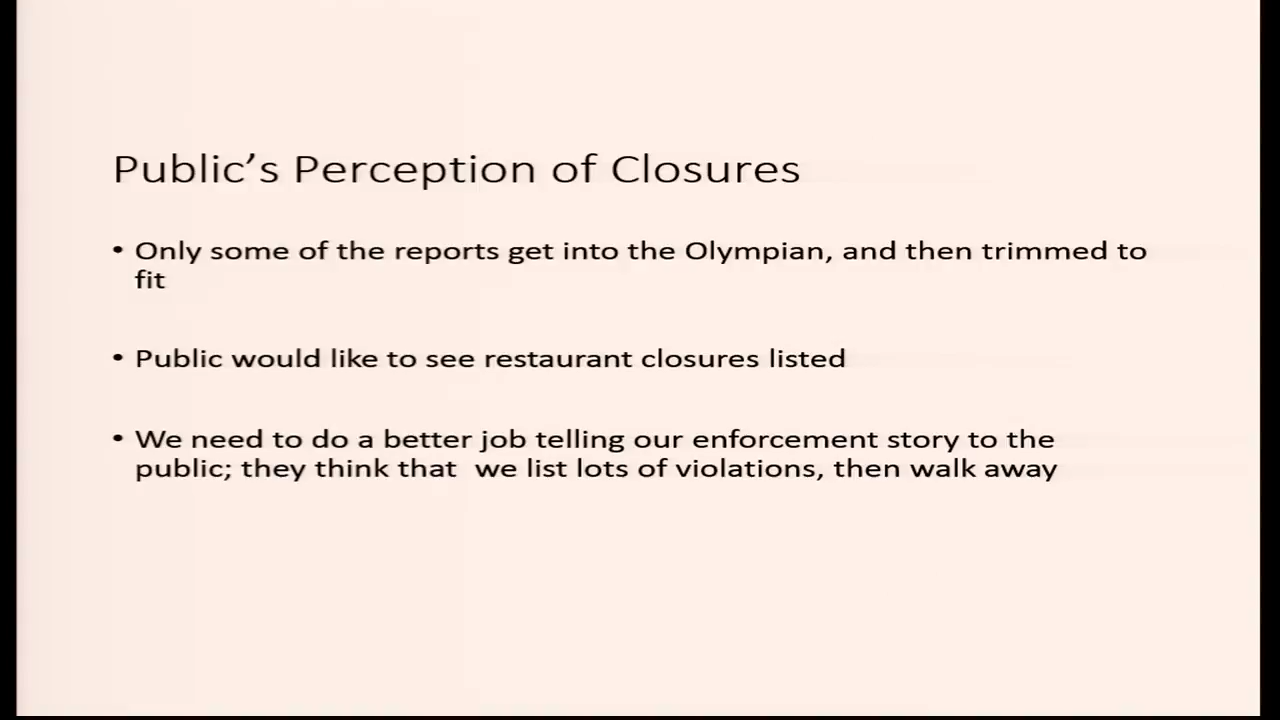 Public's Perception of Closures
• Only some of the reports get into the Olympian, and then trimmed to
fit
• Public would like to see restaurant closures listed
• We need to do a better job telling our enforcement story to the
public; they think that  we list lots of violations, then walk away